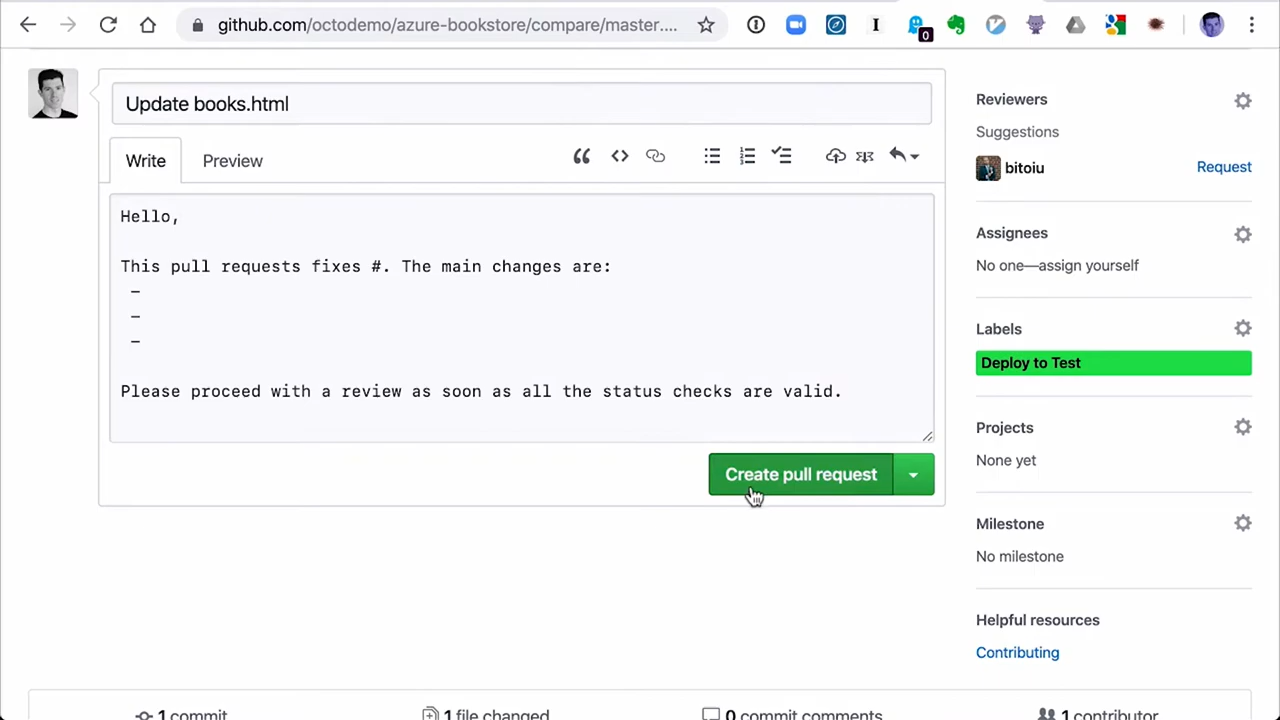 github.com/octodemo/azure-bookstore/compare/master....
0
Update books.html
Write Preview
Hello,
This pull requests fixes #. The main changes are:
-
-
-
Please proceed with a review as soon as all the status checks are valid.
Create pull request
Reviewers
Suggestions
bitoiu Request
Assignees
No one—assign yourself
Labels
Deploy to Test
Projects
None yet
Milestone
No milestone
Helpful resources
Contributing
1 commit 1 file changed 0 commit comments 1 contributor